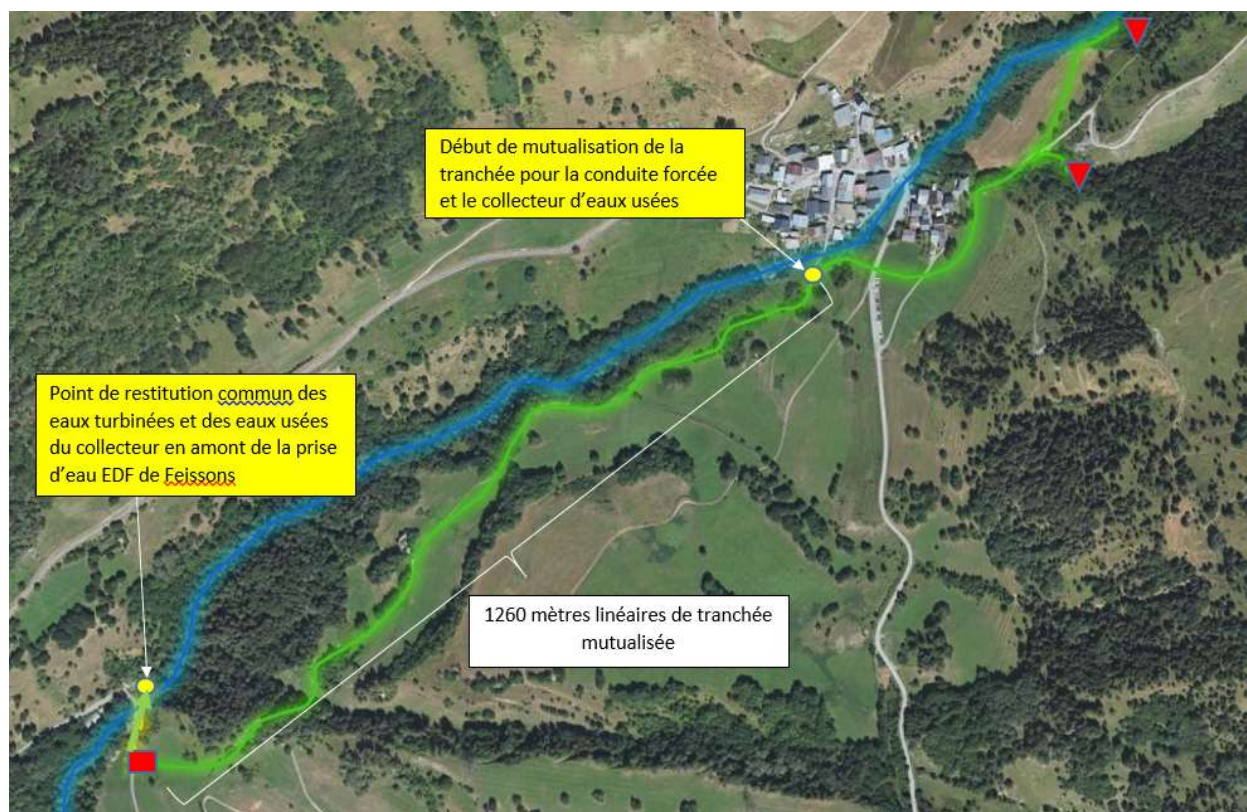 Début de mutualisation de la
tranchée pour la conduite forcée
et le collecteur d'eaux usées
Point de restitution commun des
eaux turbinées et des eaux usées
du collecteur en amont de la prise
d'eau EDF de Feissons
1260 mètres linéaires de tranchée
mutualisée